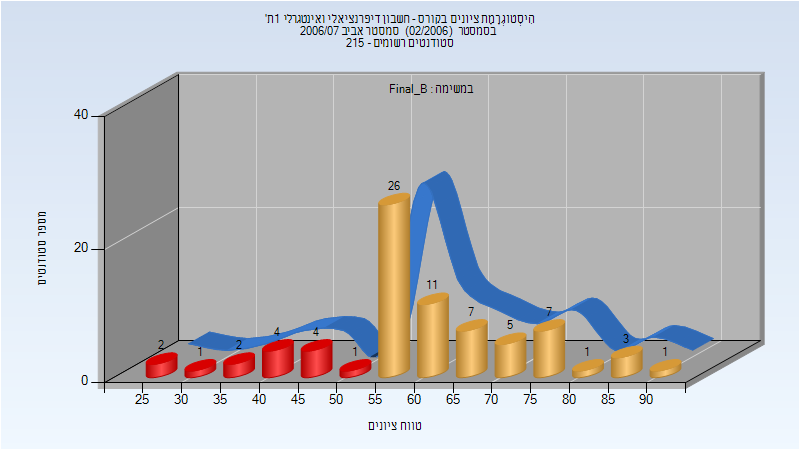 היסטוגרמת ציונים בקורס - חשבון דיפרנציאלי ואינטגרלי 1ת'
בסמסטר (02/2006) סמסטר אביב 2006/07
סטודנטים רשומים - 215
במשימה : Final_B
מספר סטודנטים
40
20
0
2
1
2
4
4
1
26
11
7
5
7
1
3
1
25 30 35 40 45 50 55 60 65 70 75 80 85 90
טווח ציונים